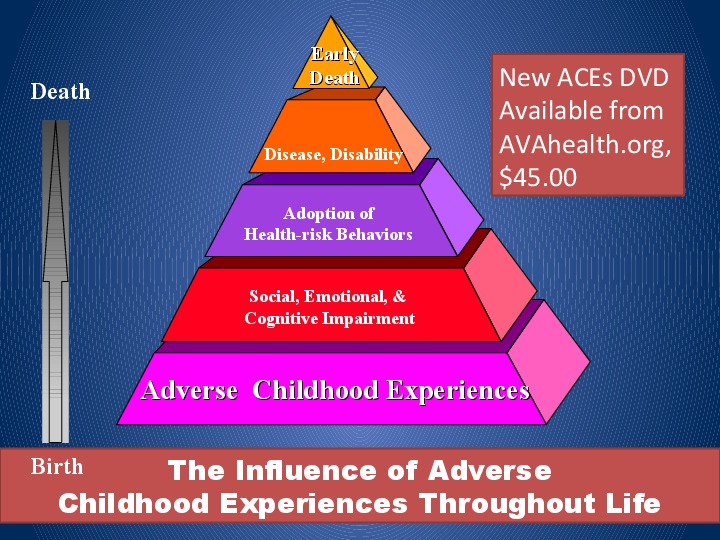 Early
Death
Death
New ACEs DVD
Available from
AVAhealth.org,
$45.00
Disease, Disability
Adoption of
Health-risk Behaviors
Social, Emotional, &
Cognitive Impairment
Adverse  Childhood Experiences
Birth
The Influence of Adverse
Childhood Experiences Throughout Life